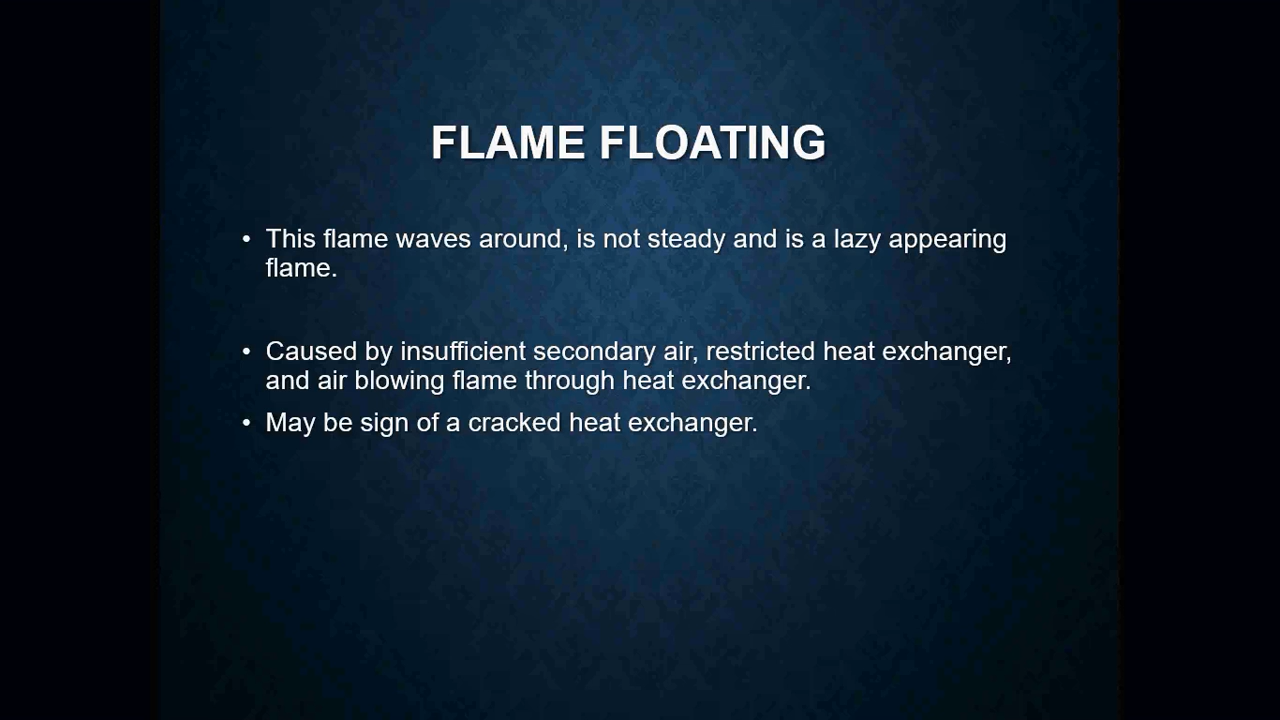 FLAME FLOATING
• This flame waves around, is not steady and is a lazy appearing
flame.
• Caused by insufficient secondary air, restricted heat exchanger,
and air blowing flame through heat exchanger.
• May be sign of a cracked heat exchanger.